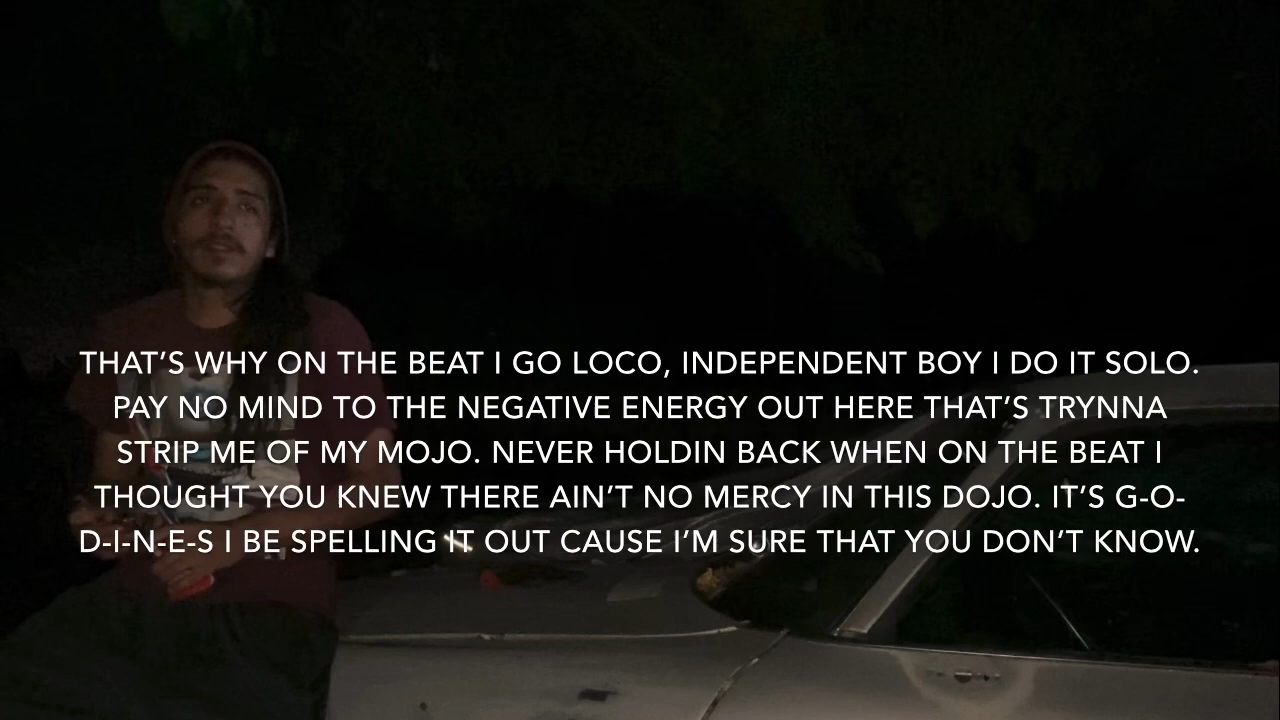 THAT'S WHY ON THE BEAT I GO LOCO, INDEPENDENT BOY I DO IT SOLO.
PAY NO MIND TO THE NEGATIVE ENERGY OUT HERE THAT'S TRYNNA
STRIP ME OF MY MOJO. NEVER HOLDIN BACK WHEN ON THE BEAT I
THOUGHT YOU KNEW THERE AIN'T NO MERCY IN THIS DOJO. IT'S G-O-
D-I-N-E-S I BE SPELLING IT OUT CAUSE I'M SURE THAT YOU DON'T KNOW.